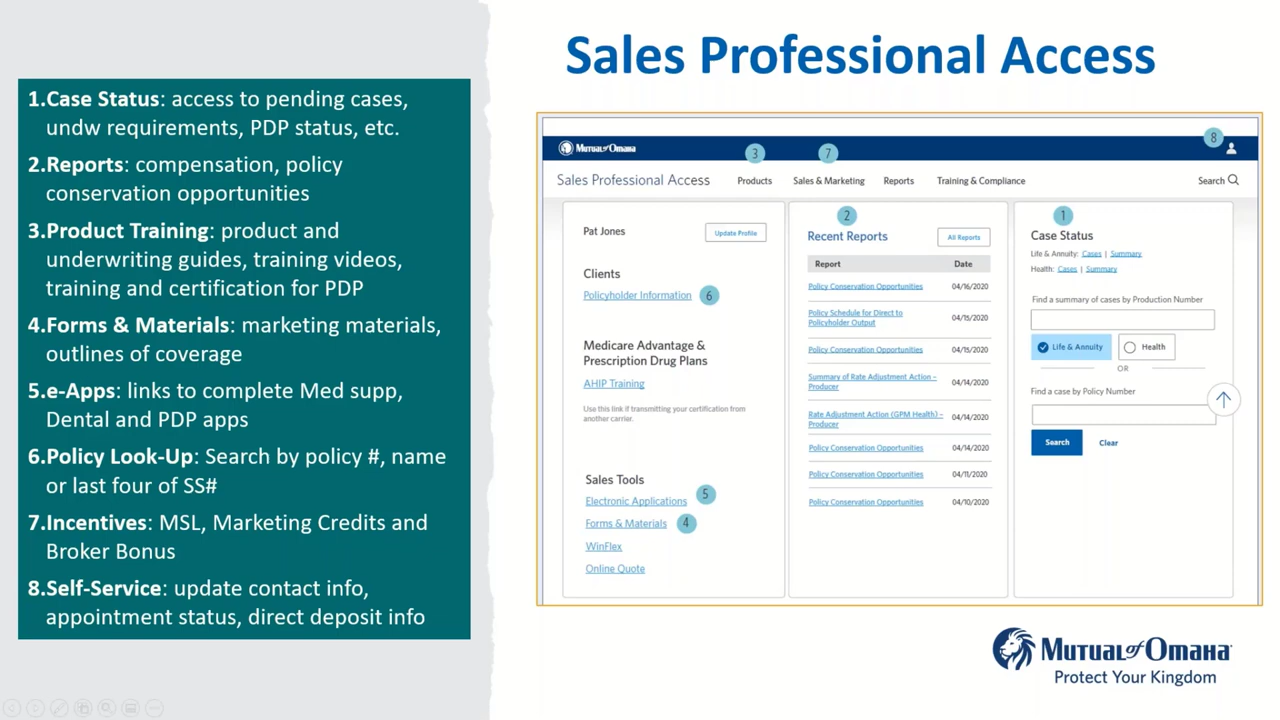 Sales Professional Access
1.Case Status: access to pending cases,
undw requirements, PDP status, etc.
2.Reports: compensation, policy
conservation opportunities
3.Product Training: product and
underwriting guides, training videos,
training and certification for PDP
4.Forms & Materials: marketing materials,
outlines of coverage
5.e-Apps: links to complete Med supp,
Dental and PDP apps
6.Policy Look-Up: Search by policy #, name
or last four of SS#
7.Incentives: MSL, Marketing Credits and
Broker Bonus
8.Self-Service: update contact info,
appointment status, direct deposit info
Mutual of Omaha
3
7
8
Sales Professional Access
Products
Sales & Marketing
Reports
Training & Compliance
Search
Pat Jones
Update Profile
Clients
Policyholder Information
6
Medicare Advantage &
Prescription Drug Plans
AHIP Training
Use this link if transmitting your certification from
another carrier.
Sales Tools
Electronic Applications
5
Forms & Materials
4
WinFlex
Online Quote
2
Recent Reports
All Reports
Report Date
Policy Conservation Opportunities 04/16/2020
Policy Schedule for Direct to 04/15/2020
Policyholder Output
Policy Conservation Opportunities 04/15/2020
Summary of Rate Adjustment Action – 04/14/2020
Producer
Rate Adjustment Action (GPM Health) – 04/14/2020
Producer
Policy Conservation Opportunities 04/14/2020
Policy Conservation Opportunities 04/11/2020
Policy Conservation Opportunities 04/10/2020
1
Case Status
Life & Annuity: Cases | Summary
Health: Cases | Summary
Find a summary of cases by Production Number
Life & Annuity
Health
OR
Find a case by Policy Number
Search
Clear
Mutual of Omaha
Protect Your Kingdom